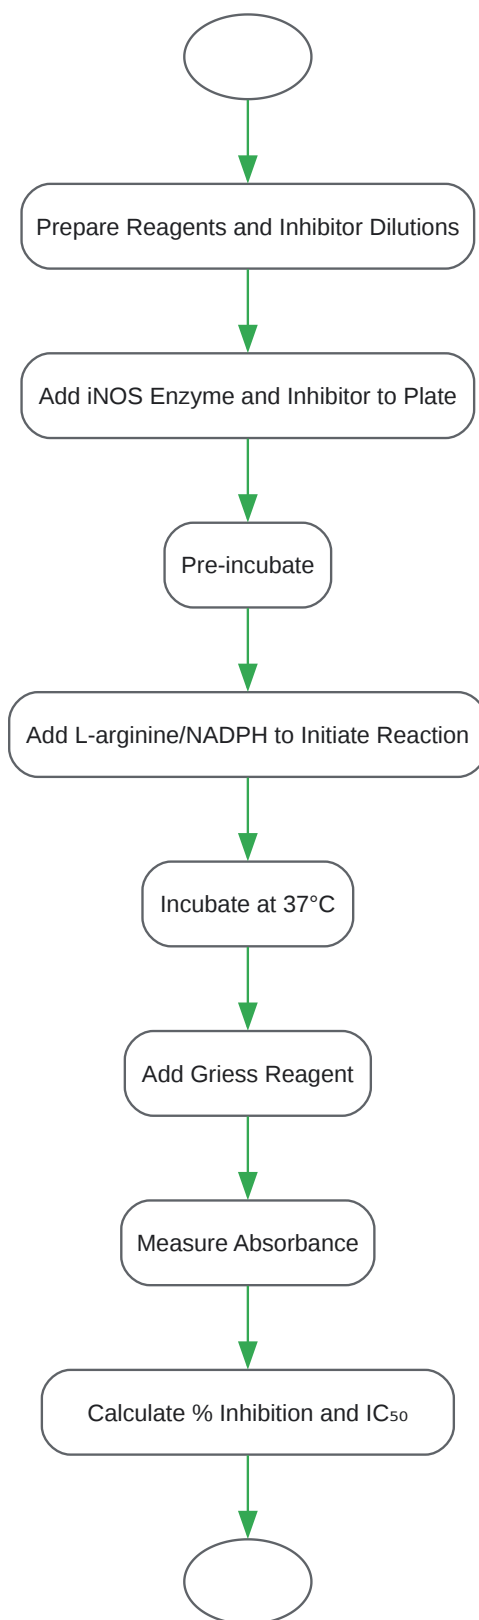 Prepare Reagents and Inhibitor Dilutions
Add iNOS Enzyme and Inhibitor to Plate
Pre-incubate
Add L-arginine/NADPH to Initiate Reaction
Incubate at 37°C
Add Griess Reagent
Measure Absorbance
Calculate % Inhibition and IC₅₀